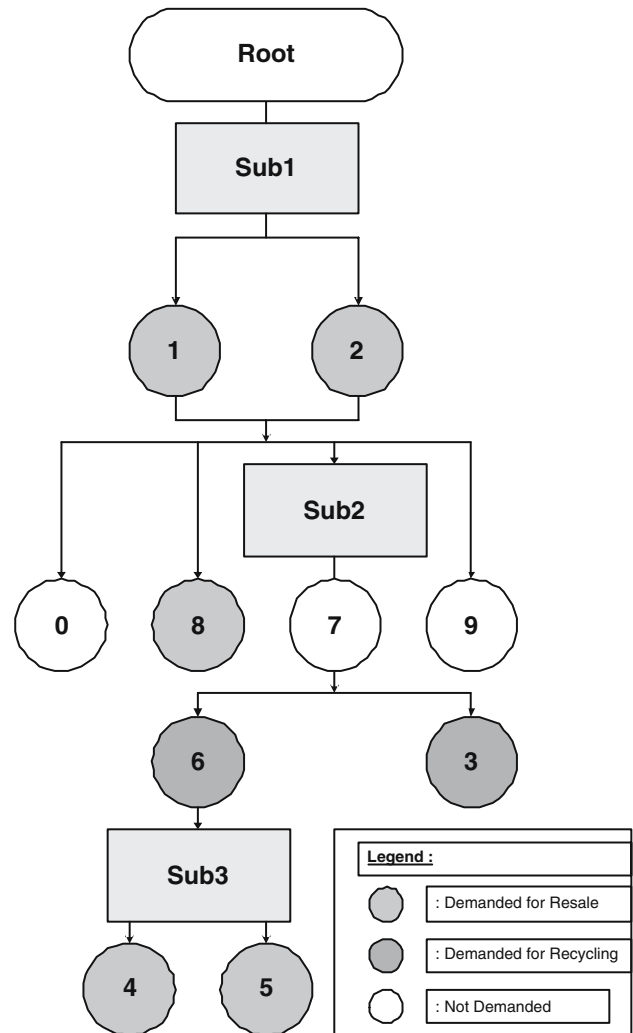 Root
Sub1
1
2
Sub2
0
8
7
9
6
3
Sub3
4
5
Legend :
: Demanded for Resale
: Demanded for Recycling
: Not Demanded